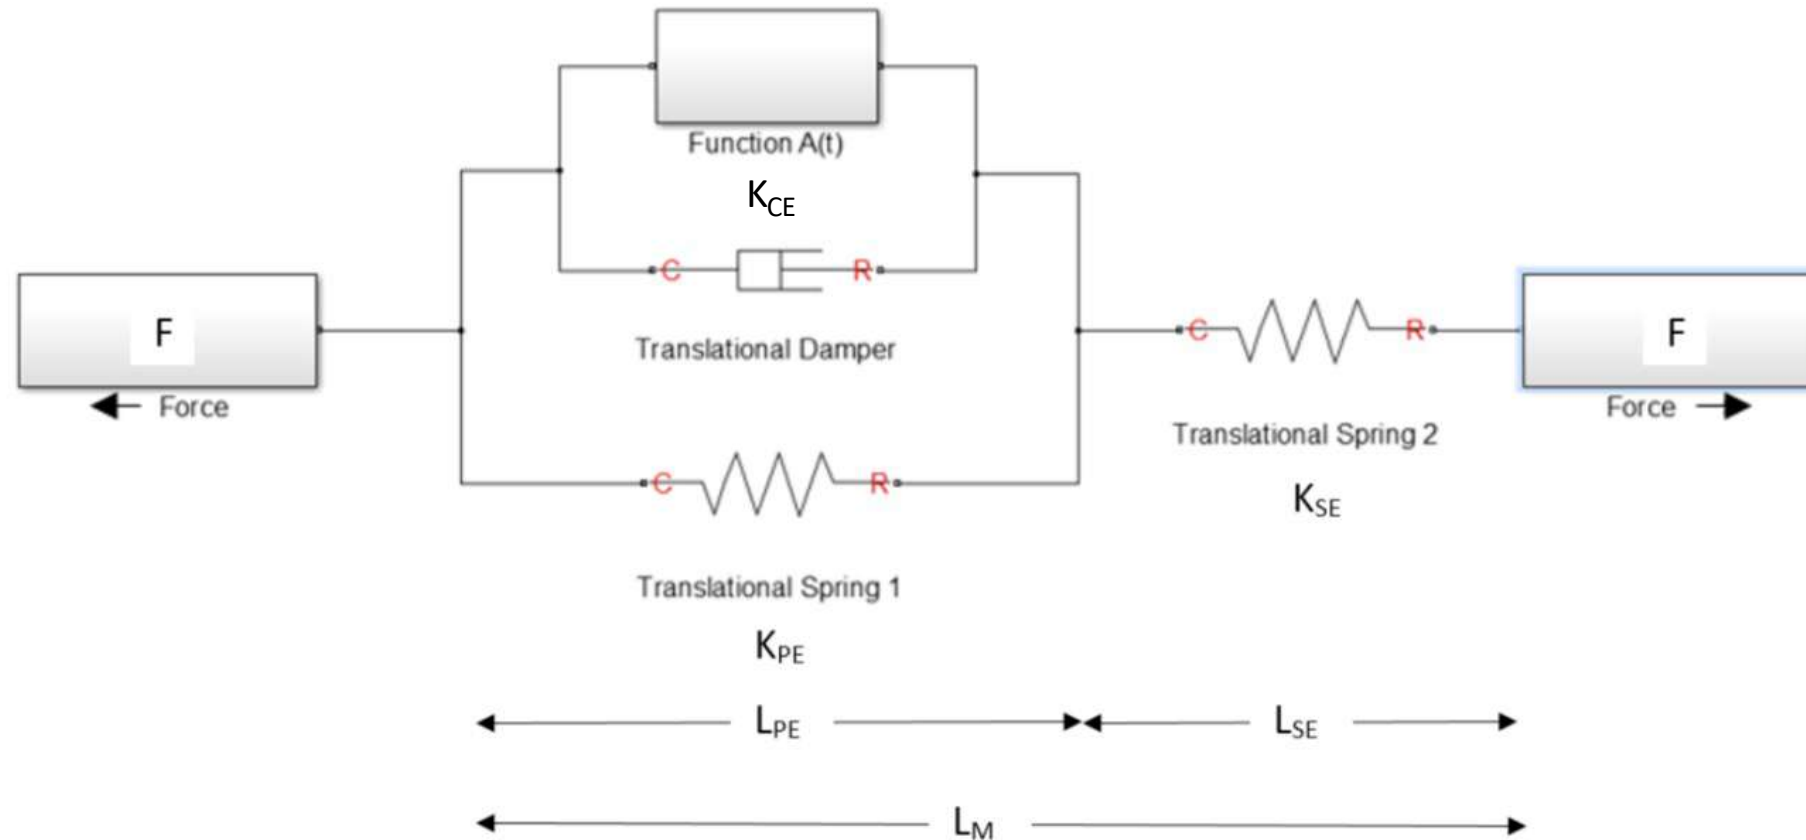 Function A(t)
K_CE
C R
F F
Translational Damper
C R
Force Force
Translational Spring 2
C R
K_SE
Translational Spring 1
K_PE
L_PE L_SE
L_M